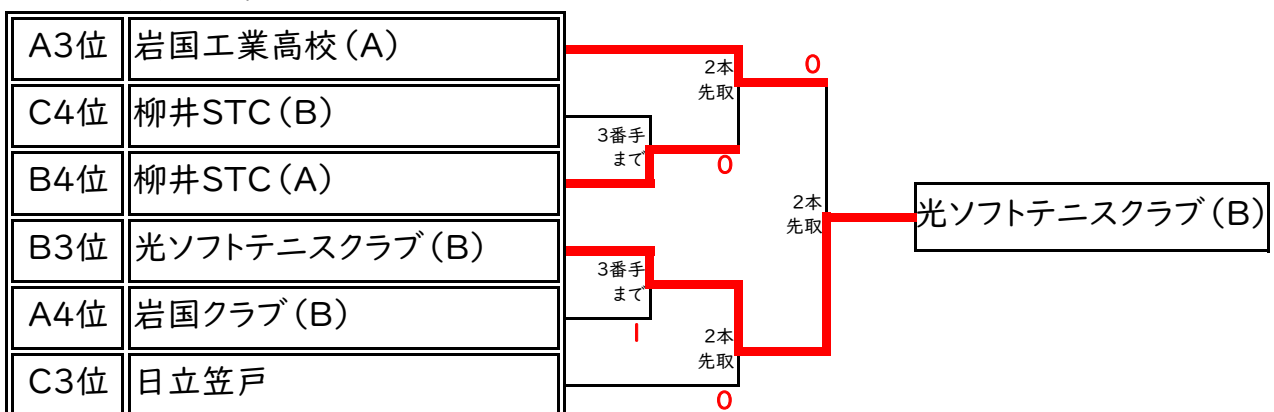 A3位 岩国工業高校(A)
2本
先取
0
C4位 柳井STC(B)
3番手
まで
0
B4位 柳井STC(A)
2本
先取
光ソフトテニスクラブ(B)
B3位 光ソフトテニスクラブ(B)
3番手
まで
A4位 岩国クラブ(B)
1
2本
先取
C3位 日立笠戸
0